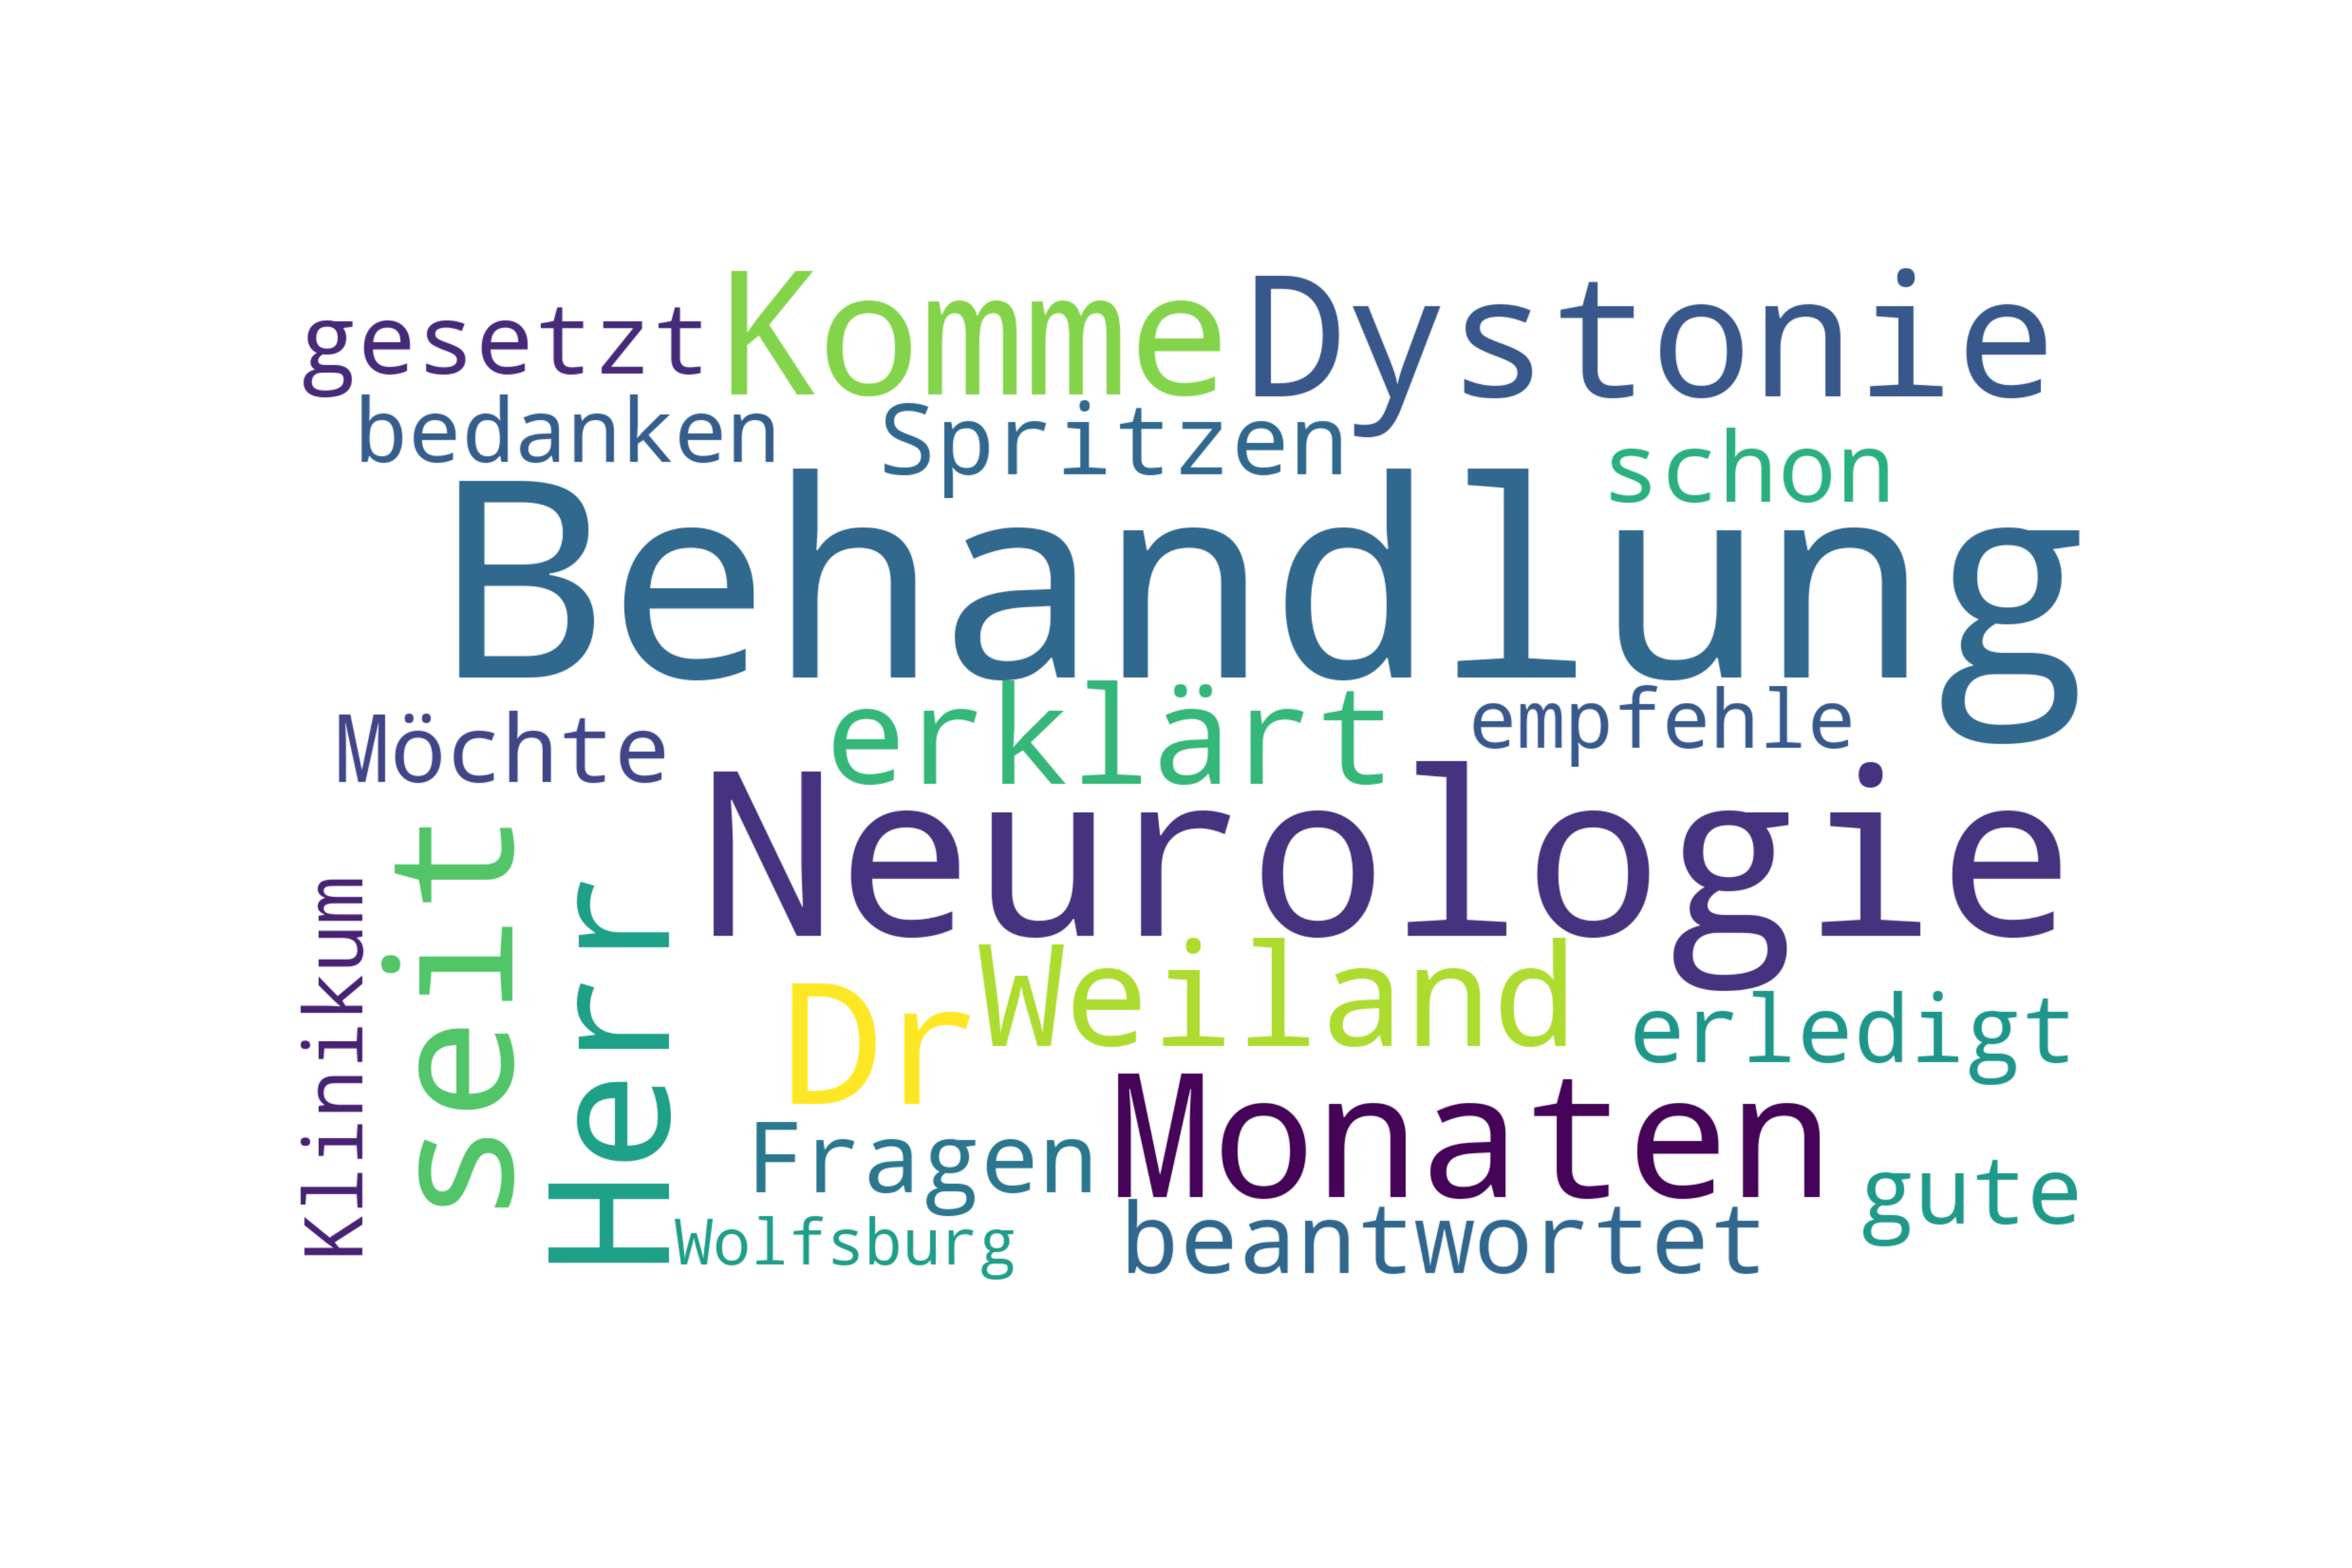 gesetzt Komme Dystonie
bedanken Spritzen schon
Behandlung
Möchte erklärt empfehle
Neurologie
Klinikum seit Herr
Dr Weiland erledigt
Fragen Monaten gute
Wolfsburg beantwortet